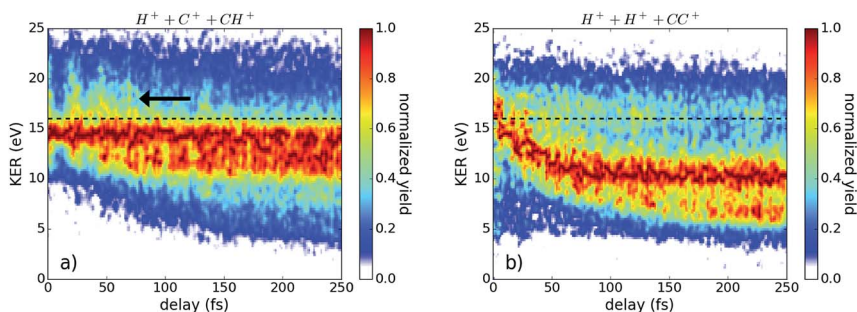 H⁺ + C⁺ + CH⁺
25
20
15
10
5
0
KER (eV)
0 50 100 150 200 250
delay (fs)
a)
1.0
0.8
0.6
0.4
0.2
0.0
normalized yield
H⁺ + H⁺ + CC⁺
25
20
15
10
5
0
KER (eV)
0 50 100 150 200 250
delay (fs)
b)
1.0
0.8
0.6
0.4
0.2
0.0
normalized yield